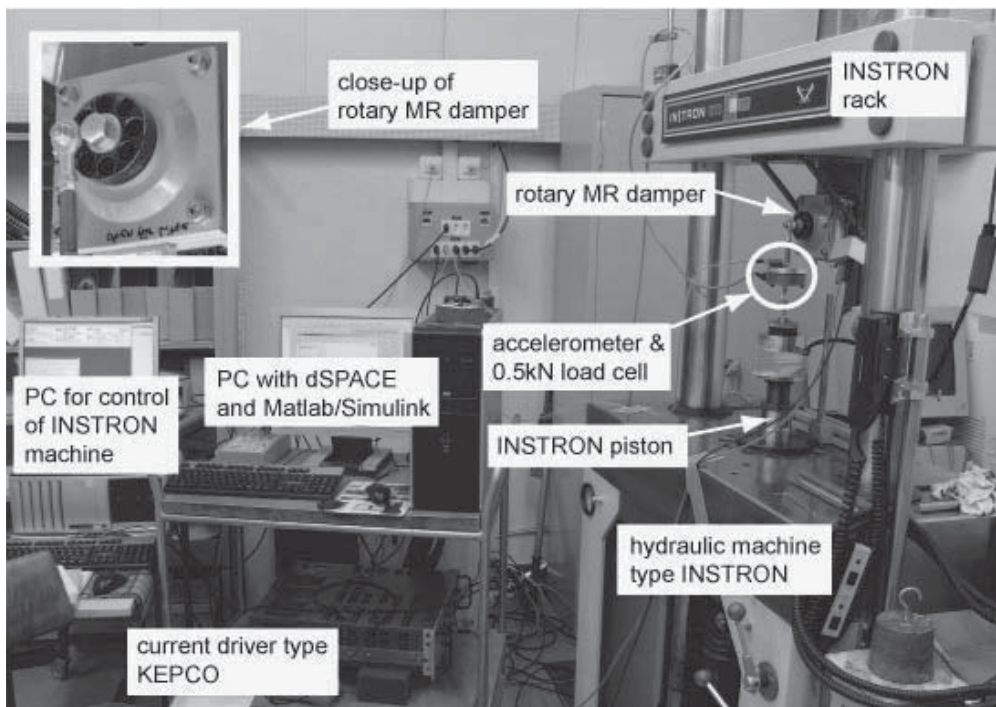 close-up of
rotary MR damper
INSTRON
rack
INSTRON
rotary MR damper
accelerometer &
0.5kN load cell
PC for control
of INSTRON
machine
PC with dSPACE
and Matlab/Simulink
INSTRON piston
hydraulic machine
type INSTRON
current driver type
KEPCO